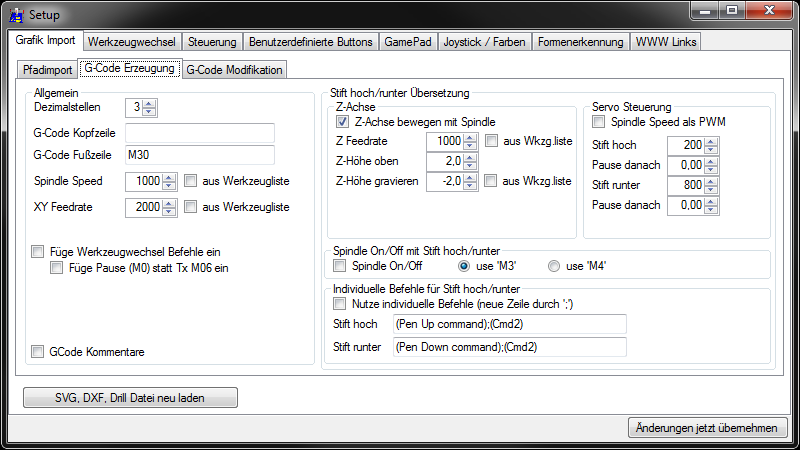 Setup
Grafik Import Werkzeugwechsel Steuerung Benutzerdefinierte Buttons GamePad Joystick / Farben Formenerkennung WWW Links
Pfadimport G-Code Erzeugung G-Code Modifikation
Allgemein
Dezimalstellen 3
G-Code Kopfzeile
G-Code Fußzeile M30
Spindle Speed 1000 aus Werkzeugliste
XY Feedrate 2000 aus Werkzeugliste
Füge Werkzeugwechsel Befehle ein
Füge Pause (M0) statt Tx M06 ein
GCode Kommentare
Stift hoch/runter Übersetzung
Z-Achse
Z-Achse bewegen mit Spindle
Z Feedrate 1000 aus Wkzg.liste
Z-Höhe oben 2,0
Z-Höhe gravieren -2,0 aus Wkzg.liste
Servo Steuerung
Spindle Speed als PWM
Stift hoch 200
Pause danach 0,00
Stift runter 800
Pause danach 0,00
Spindle On/Off mit Stift hoch/runter
Spindle On/Off use 'M3' use 'M4'
Individuelle Befehle für Stift hoch/runter
Nutze individuelle Befehle (neue Zeile durch ';')
Stift hoch (Pen Up command);(Cmd2)
Stift runter (Pen Down command);(Cmd2)
SVG, DXF, Drill Datei neu laden
Änderungen jetzt übernehmen